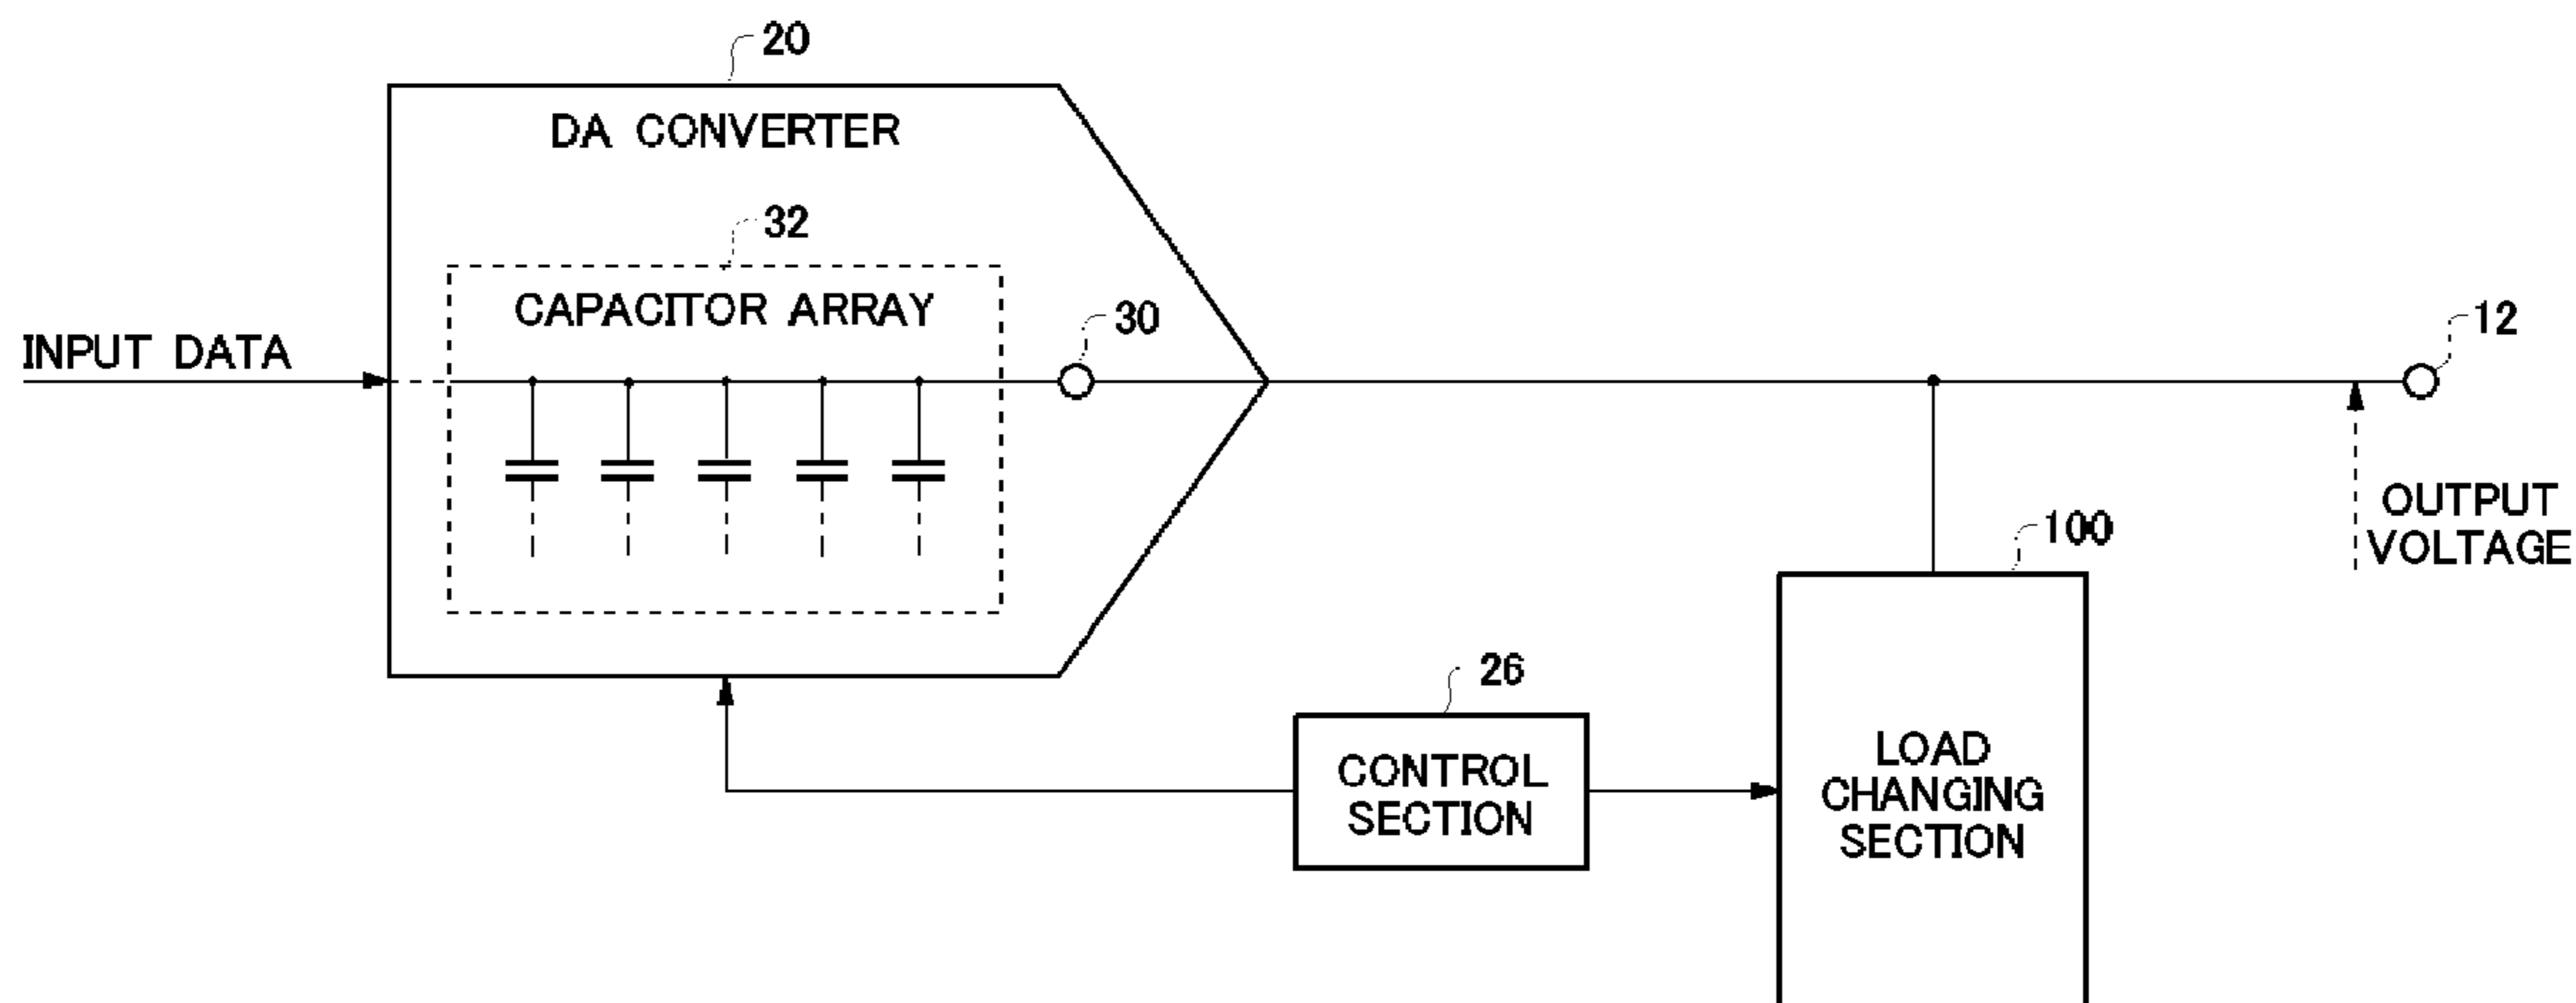 20
DA CONVERTER
32
CAPACITOR ARRAY
30
12
INPUT DATA
OUTPUT
VOLTAGE
100
26
CONTROL
SECTION
LOAD
CHANGING
SECTION